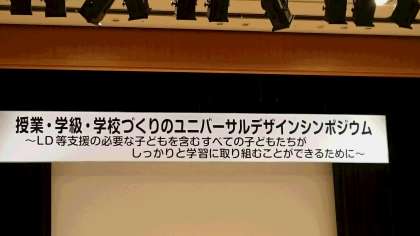 授業・学級・学校づくりのユニバーサルデザインシンポジウム
～LD等支援の必要な子どもを含むすべての子どもたちが
しっかりと学習に取り組むことができるために～